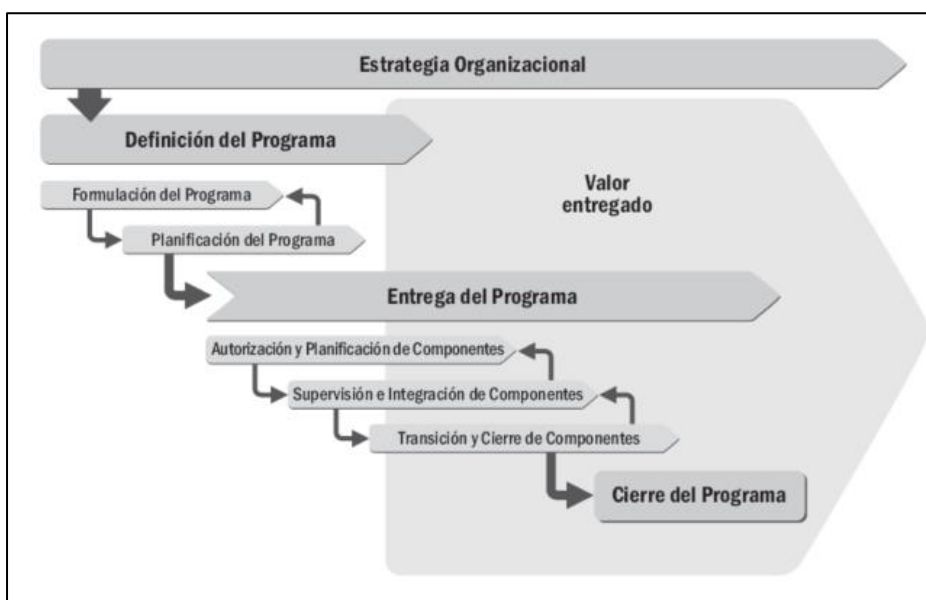 Estrategia Organizacional
Definición del Programa
Valor
entregado
Formulación del Programa
Planificación del Programa
Entrega del Programa
Autorización y Planificación de Componentes
Supervisión e Integración de Componentes
Transición y Cierre de Componentes
Cierre del Programa